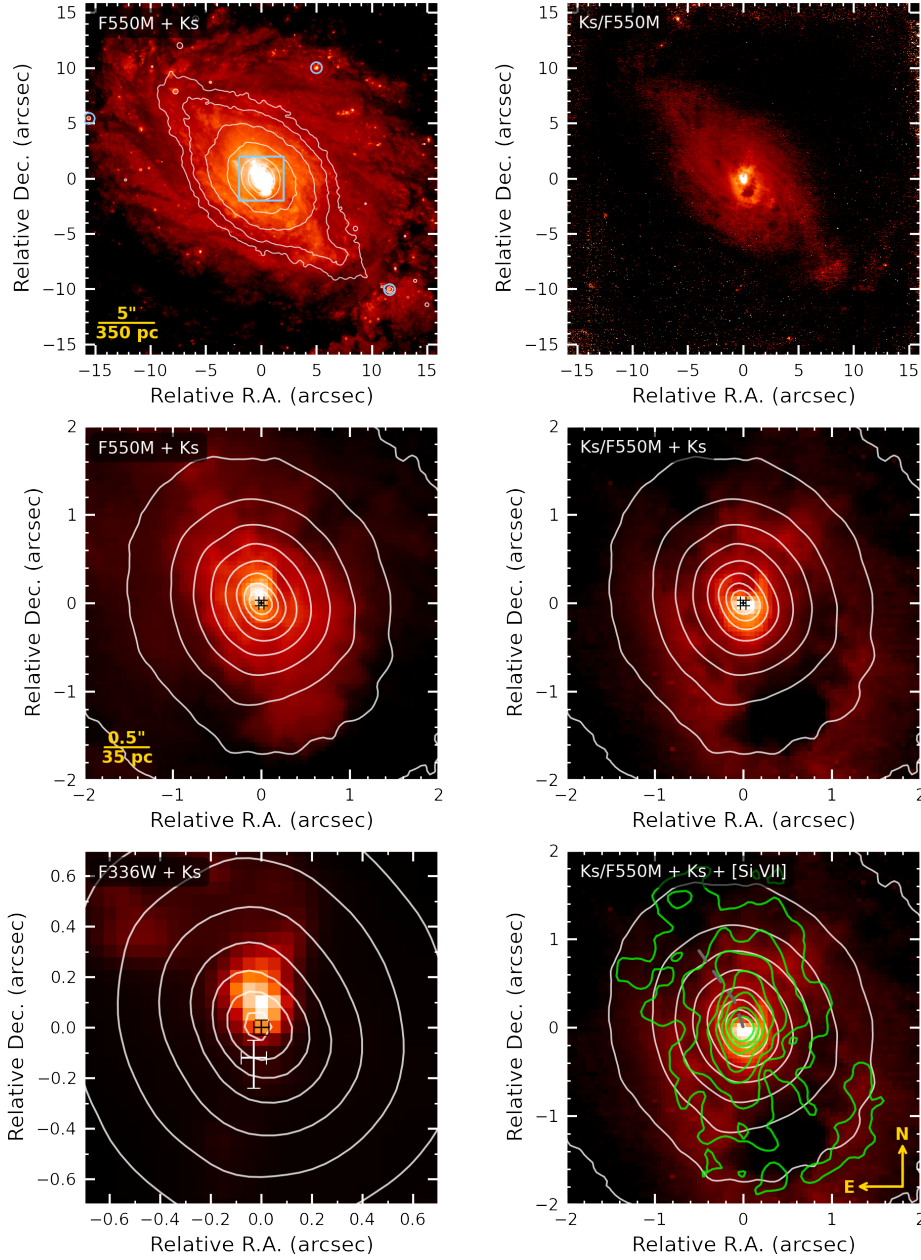 F550M + Ks
Ks/F550M
15
10
5
0
−5
−10
−15
Relative Dec. (arcsec)
5"
350 pc
−15 −10 −5 0 5 10 15
Relative R.A. (arcsec)
15
10
5
0
−5
−10
−15
Relative Dec. (arcsec)
−15 −10 −5 0 5 10 15
Relative R.A. (arcsec)
F550M + Ks
2
1
0
−1
−2
Relative Dec. (arcsec)
0.5"
35 pc
−2 −1 0 1 2
Relative R.A. (arcsec)
Ks/F550M + Ks
2
1
0
−1
−2
Relative Dec. (arcsec)
−2 −1 0 1 2
Relative R.A. (arcsec)
F336W + Ks
0.6
0.4
0.2
0.0
−0.2
−0.4
−0.6
Relative Dec. (arcsec)
−0.6 −0.4 −0.2 0.0 0.2 0.4 0.6
Relative R.A. (arcsec)
Ks/F550M + Ks + [Si VII]
2
1
0
−1
−2
Relative Dec. (arcsec)
N
E
−2 −1 0 1 2
Relative R.A. (arcsec)